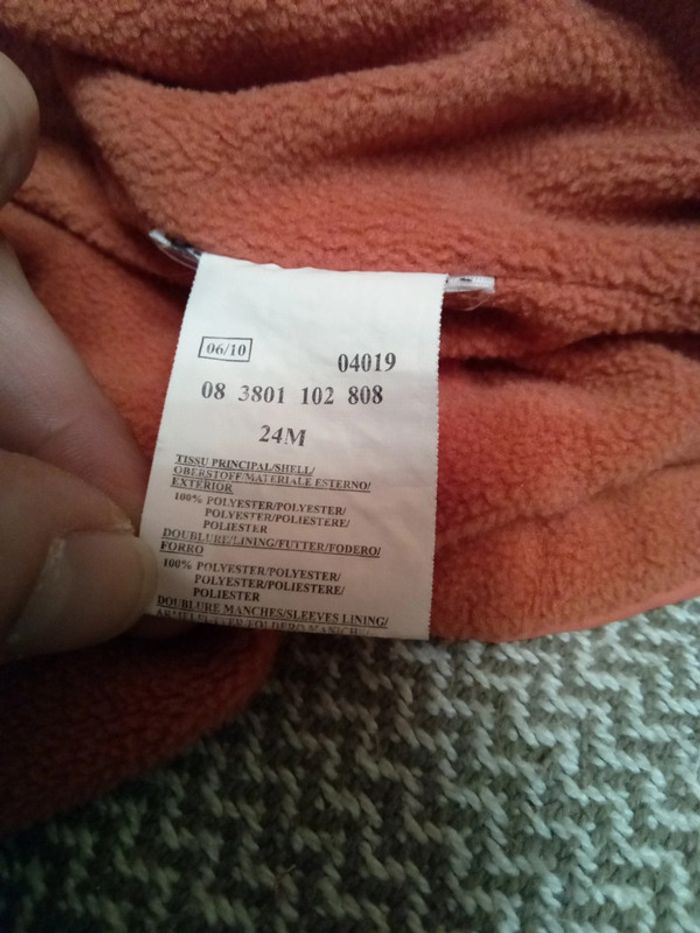 06/10
04019
08 3801 102 808
24M
TISSU PRINCIPAL/SHELL/
OBERSTOFF/MATERIALE ESTERNO/
EXTERIOR
100% POLYESTER/POLYESTER/
POLYESTER/POLIESTERE/
POLIESTER
DOUBLURE/LINING/FUTTER/FODERO/
FORRO
100% POLYESTER/POLYESTER/
POLYESTER/POLIESTERE/
POLIESTER
DOUBLURE MANCHES/SLEEVES LINING/